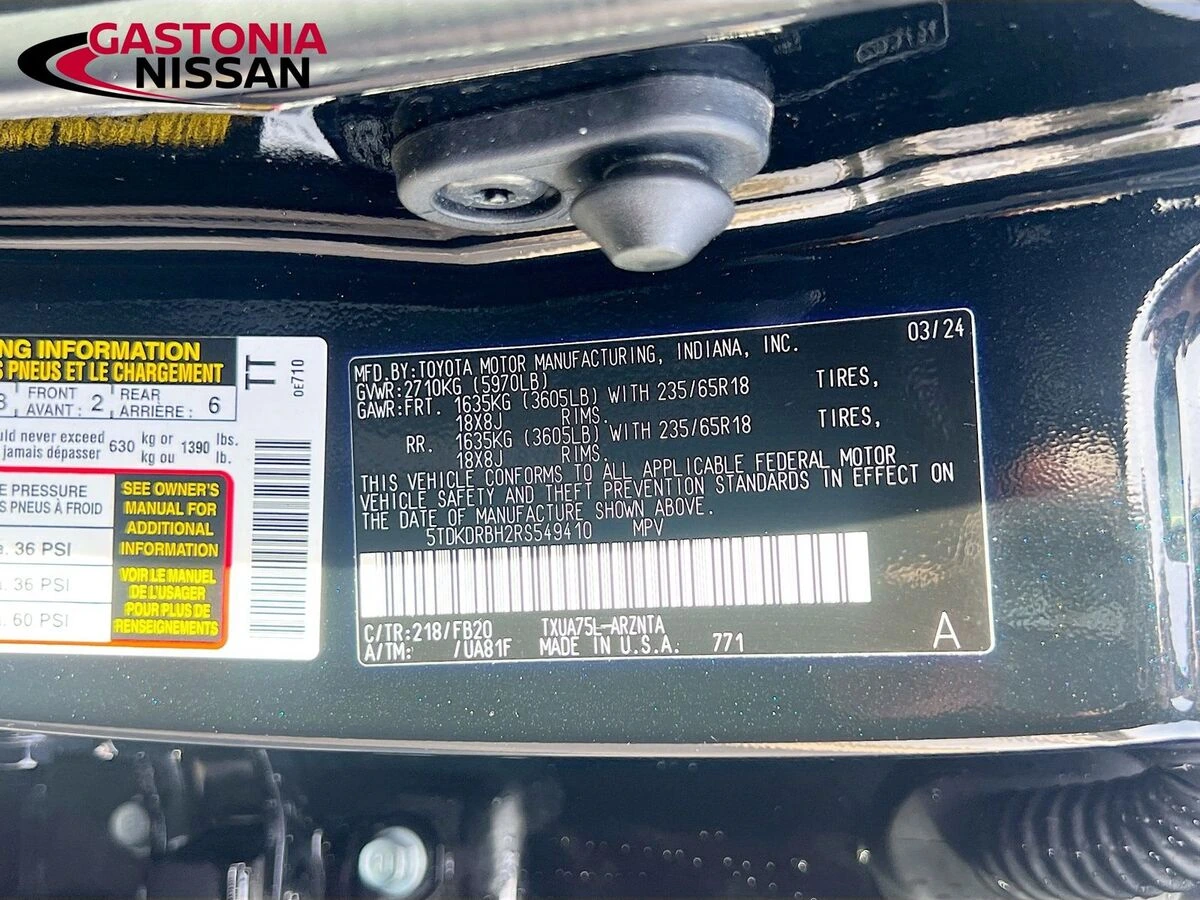 GASTONIA
NISSAN
NG INFORMATION
S PNEUS ET LE CHARGEMENT
FRONT REAR
AVANT : 2 ARRIÈRE : 6
never exceed 630 kg or 1390 lbs.
jamais dépasser kg ou lb.
E PRESSURE
S PNEUS À FROID
36 PSI
36 PSI
60 PSI
SEE OWNER'S
MANUAL FOR
ADDITIONAL
INFORMATION
VOIR LE MANUEL
DE L'USAGER
POUR PLUS DE
RENSEIGNEMENTS
TT
0E710
03/24
MFD.BY:TOYOTA MOTOR MANUFACTURING, INDIANA, INC.
GVWR:2710KG (5970LB)
GAWR:FRT. 1635KG (3605LB) WITH 235/65R18 TIRES,
18X8J RIMS.
RR. 1635KG (3605LB) WITH 235/65R18 TIRES,
18X8J RIMS.
THIS VEHICLE CONFORMS TO ALL APPLICABLE FEDERAL MOTOR
VEHICLE SAFETY AND THEFT PREVENTION STANDARDS IN EFFECT ON
THE DATE OF MANUFACTURE SHOWN ABOVE.
5TDKDRBH2RS549410 MPV
C/TR:218/FB20 TXUA75L-ARZNTA
A/TM: /UA81F MADE IN U.S.A. 771
A